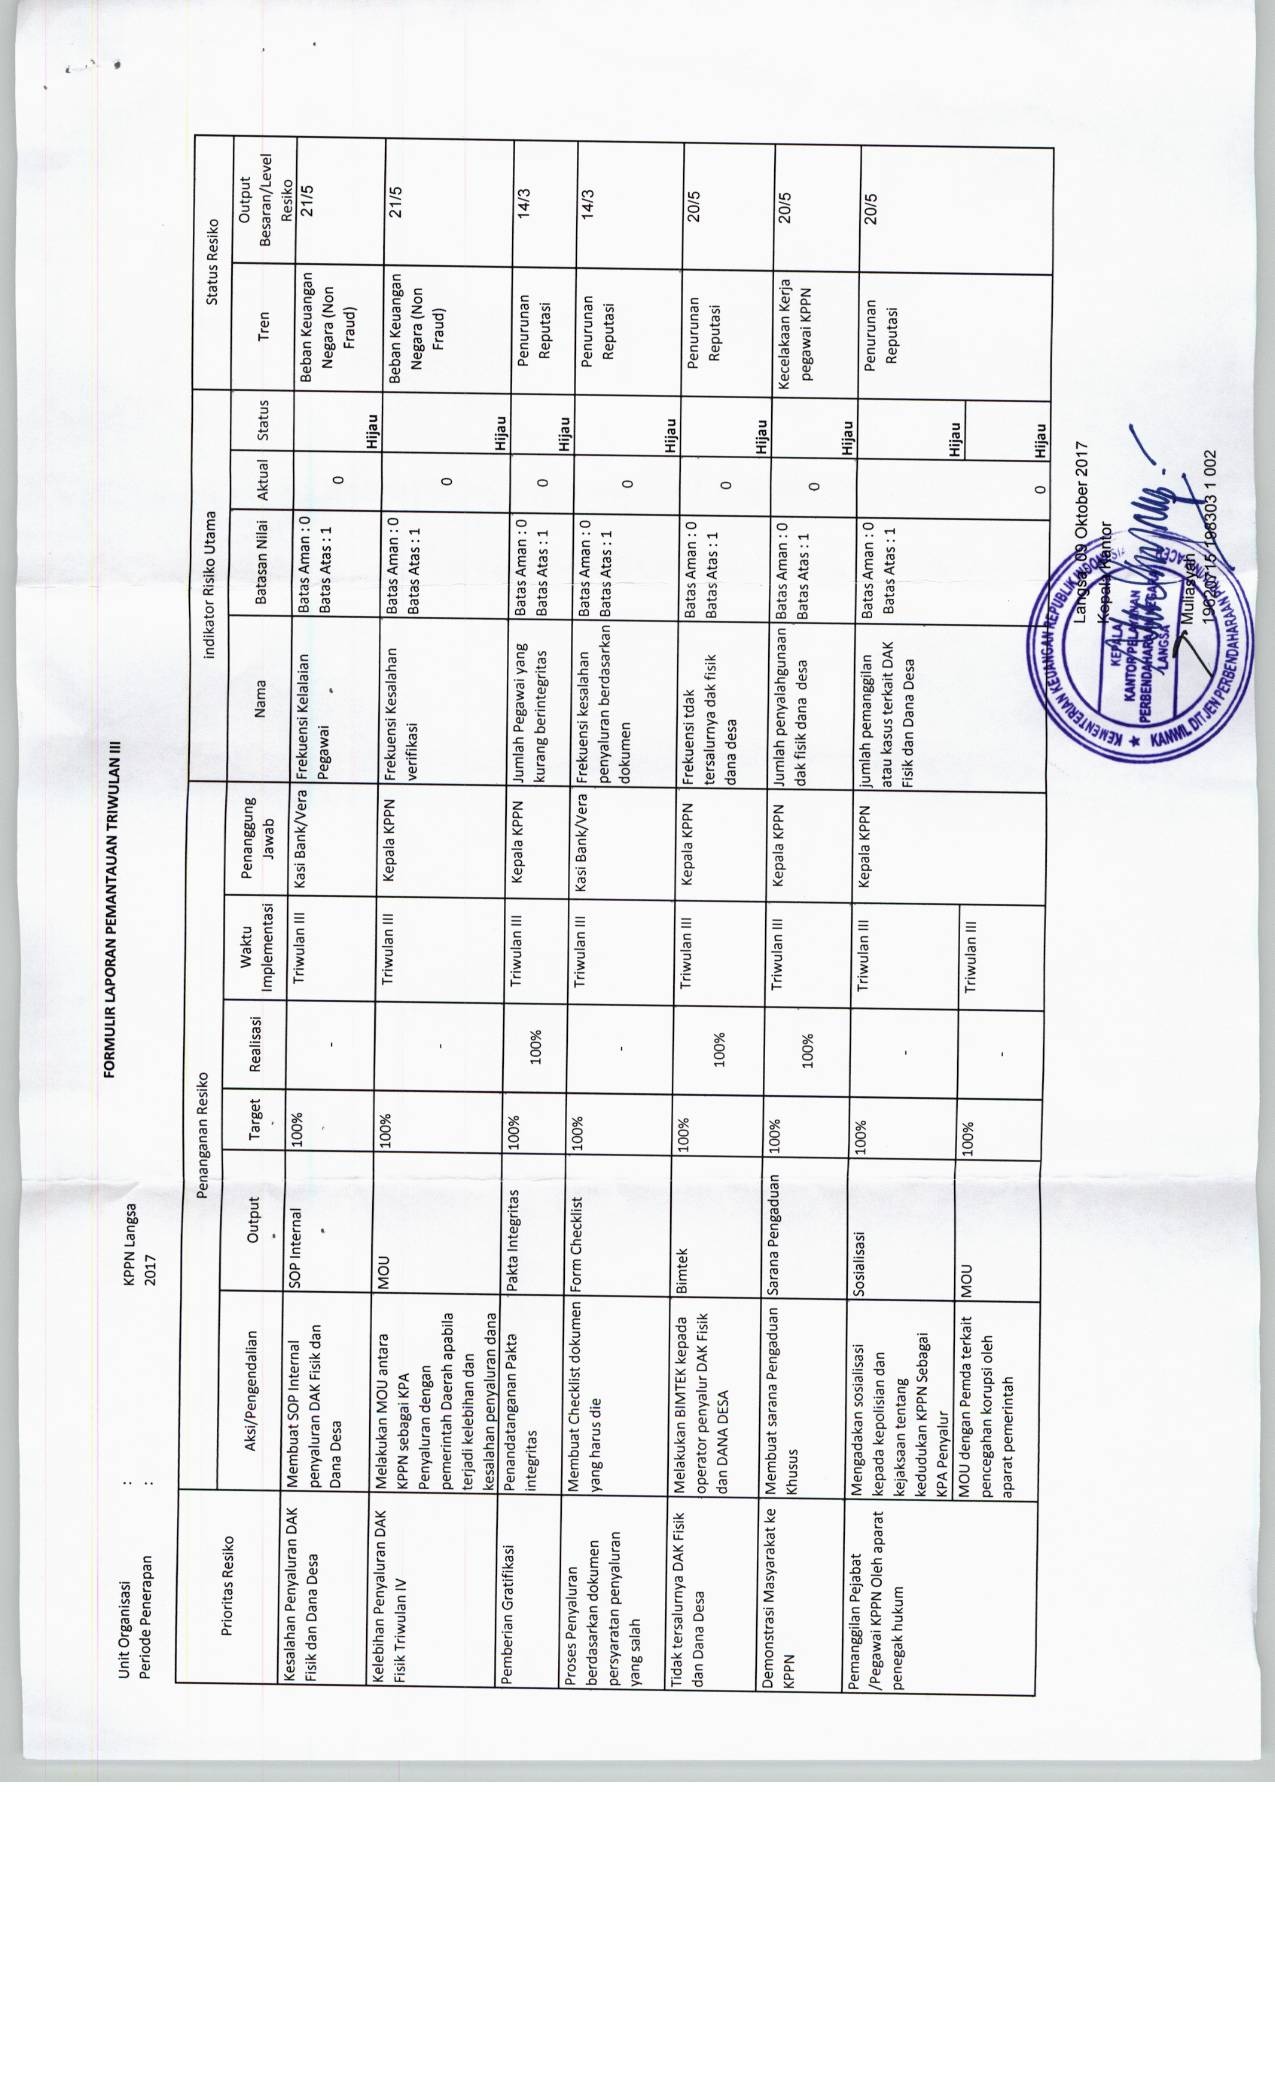 FORMULIR LAPORAN PEMANTAUAN TRIWULAN III
Unit Organisasi : KPPN Langsa
Periode Penerapan : 2017
Prioritas Resiko
Penanganan Resiko
indikator Risiko Utama
Status Resiko
Aksi/Pengendalian
Output
Target
Realisasi
Waktu
Implementasi
Penanggung
Jawab
Nama
Batasan Nilai
Aktual
Status
Tren
Output
Besaran/Level
Resiko
Kesalahan Penyaluran DAK
Fisik dan Dana Desa
Membuat SOP Internal
penyaluran DAK Fisik dan
Dana Desa
SOP Internal
100%
-
Triwulan III
Kasi Bank/Vera
Frekuensi Kelalaian
Pegawai
Batas Aman : 0
Batas Atas : 1
0
Hijau
Beban Keuangan
Negara (Non
Fraud)
21/5
Kelebihan Penyaluran DAK
Fisik Triwulan IV
Melakukan MOU antara
KPPN sebagai KPA
Penyaluran dengan
pemerintah Daerah apabila
terjadi kelebihan dan
kesalahan penyaluran dana
MOU
100%
-
Triwulan III
Kepala KPPN
Frekuensi Kesalahan
verifikasi
Batas Aman : 0
Batas Atas : 1
0
Hijau
Beban Keuangan
Negara (Non
Fraud)
21/5
Pemberian Gratifikasi
Penandatanganan Pakta
integritas
Pakta Integritas
100%
100%
Triwulan III
Kepala KPPN
Jumlah Pegawai yang
kurang berintegritas
Batas Aman : 0
Batas Atas : 1
0
Hijau
Penurunan
Reputasi
14/3
Proses Penyaluran
berdasarkan dokumen
persyaratan penyaluran
yang salah
Membuat Checklist dokumen
yang harus die
Form Checklist
100%
-
Triwulan III
Kasi Bank/Vera
Frekuensi kesalahan
penyaluran berdasarkan
dokumen
Batas Aman : 0
Batas Atas : 1
0
Hijau
Penurunan
Reputasi
14/3
Tidak tersalurnya DAK Fisik
dan Dana Desa
Melakukan BIMTEK kepada
operator penyalur DAK Fisik
dan DANA DESA
Bimtek
100%
100%
Triwulan III
Kepala KPPN
Frekuensi tdak
tersalurnya dak fisik
dana desa
Batas Aman : 0
Batas Atas : 1
0
Hijau
Penurunan
Reputasi
20/5
Demonstrasi Masyarakat ke
KPPN
Membuat sarana Pengaduan
Khusus
Sarana Pengaduan
100%
100%
Triwulan III
Kepala KPPN
Jumlah penyalahgunaan
dak fisik dana desa
Batas Aman : 0
Batas Atas : 1
0
Hijau
Kecelakaan Kerja
pegawai KPPN
20/5
Pemanggilan Pejabat
/Pegawai KPPN Oleh aparat
penegak hukum
Mengadakan sosialisasi
kepada kepolisian dan
kejaksaan tentang
kedudukan KPPN Sebagai
KPA Penyalur
Sosialisasi
100%
-
Triwulan III
Kepala KPPN
jumlah pemanggilan
atau kasus terkait DAK
Fisik dan Dana Desa
Batas Aman : 0
Batas Atas : 1
Hijau
Penurunan
Reputasi
20/5
MOU dengan Pemda terkait
pencegahan korupsi oleh
aparat pemerintah
MOU
100%
-
Triwulan III
0
Hijau
Langsa, 09 Oktober 2017
Kepala Kantor
KEMENTERIAN KEUANGAN REPUBLIK INDONESIA
KEPALA
KANTOR PELAYANAN
PERBENDAHARAAN NEGARA
LANGSA
KANWIL DITJEN PERBENDAHARAAN
Muliasyah